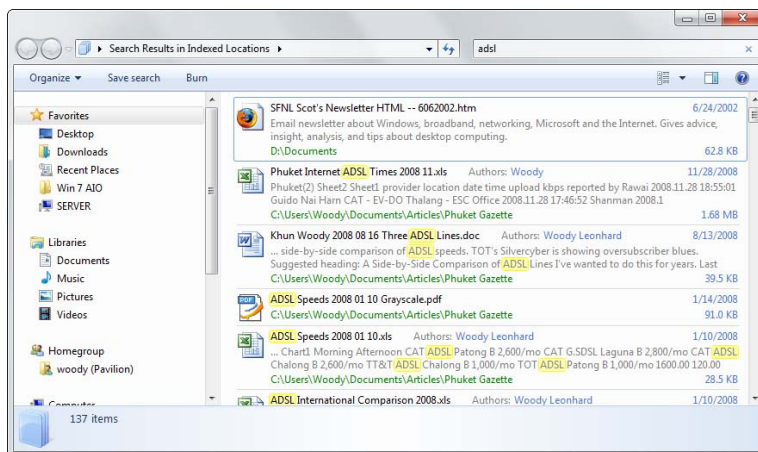 Search Results in Indexed Locations
adsl
Organize
Save search
Burn
Favorites
Desktop
Downloads
Recent Places
Win 7 AIO
SERVER
Libraries
Documents
Music
Pictures
Videos
Homegroup
woody (Pavilion)
Computer
SFNL Scot's Newsletter HTML -- 6062002.htm 6/24/2002
Email newsletter about Windows, broadband, networking, Microsoft and the Internet. Gives advice,
insight, analysis, and tips about desktop computing.
D:\Documents 62.8 KB
Phuket Internet ADSL Times 2008 11.xls Authors: Woody 11/28/2008
Phuket(2) Sheet2 Sheet1 provider location date time upload kbps reported by Rawai 2008.11.28 18:55:01
Guido Nai Harn CAT - EV-DO Thalang - ESC Office 2008.11.28 17:46:52 Shanman 2008.1
C:\Users\Woody\Documents\Articles\Phuket Gazette 1.68 MB
Khun Woody 2008 08 16 Three ADSL Lines.doc Authors: Woody Leonhard 8/13/2008
... side-by-side comparison of ADSL speeds. TOT's Silvercyber is showing oversubscriber blues.
Suggested heading: A Side-by-Side Comparison of ADSL Lines I've wanted to do this for years. Last
C:\Users\Woody\Documents\Articles\Phuket Gazette 39.5 KB
PDF
ADSL Speeds 2008 01 10 Grayscale.pdf 1/14/2008
C:\Users\Woody\Documents\Articles\Phuket Gazette 91.0 KB
ADSL Speeds 2008 01 10.xls Authors: Woody Leonhard 1/10/2008
... Chart1 Morning Afternoon CAT ADSL Patong B 2,600/mo CAT G.SDSL Laguna B 2,800/mo CAT ADSL
Chalong B 2,600/mo TT&T ADSL Chalong B 1,000/mo TOT ADSL Patong B 1,000/mo 1600.00 120.00
C:\Users\Woody\Documents\Articles\Phuket Gazette 28.5 KB
ADSL International Comparison 2008.xls Authors: Woody Leonhard 1/10/2008
137 items